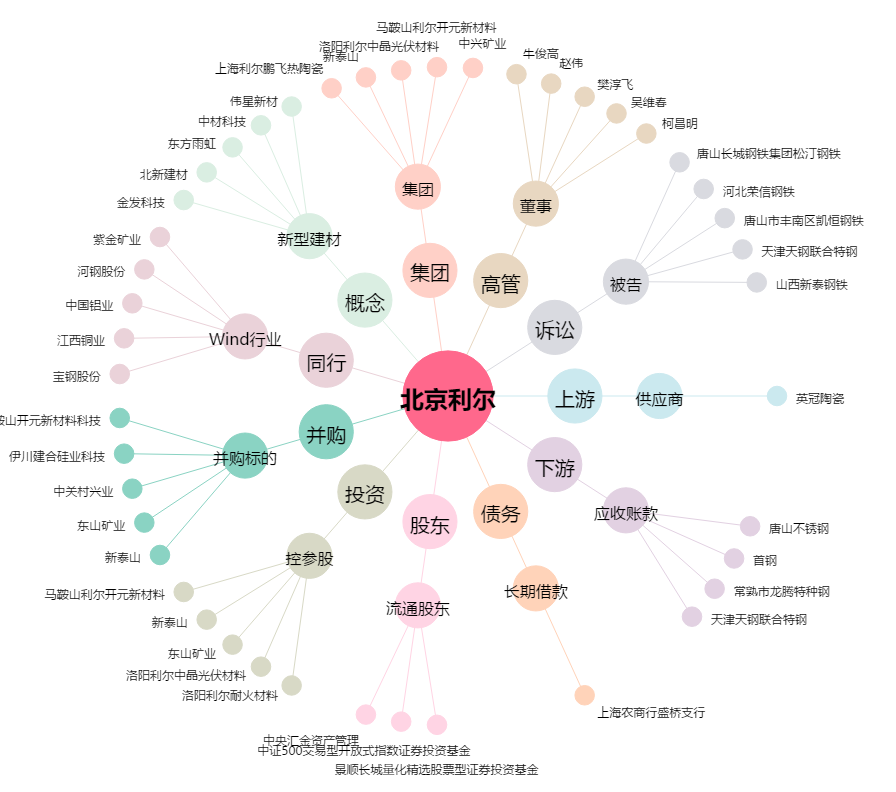 马鞍山利尔开元新材料
洛阳利尔中晶光伏材料
中兴矿业
新泰山
上海利尔鹏飞热陶瓷
集团
集团
牛俊高
赵伟
樊淳飞
吴维春
柯昌明
董事
高管
唐山长城钢铁集团松汀钢铁
河北荣信钢铁
唐山市丰南区凯恒钢铁
天津天钢联合特钢
山西新泰钢铁
被告
诉讼
上游
供应商
英冠陶瓷
下游
应收账款
唐山不锈钢
首钢
常熟市龙腾特种钢
天津天钢联合特钢
债务
长期借款
上海农商行盛桥支行
股东
流通股东
中央汇金资产管理
中证500交易型开放式指数证券投资基金
景顺长城量化精选股票型证券投资基金
投资
控参股
马鞍山利尔开元新材料
新泰山
东山矿业
洛阳利尔中晶光伏材料
洛阳利尔耐火材料
并购
并购标的
鞍山开元新材料科技
伊川建合硅业科技
中关村兴业
东山矿业
新泰山
同行
Wind行业
紫金矿业
河钢股份
中国铝业
江西铜业
宝钢股份
概念
新型建材
伟星新材
中材科技
东方雨虹
北新建材
金发科技
北京利尔